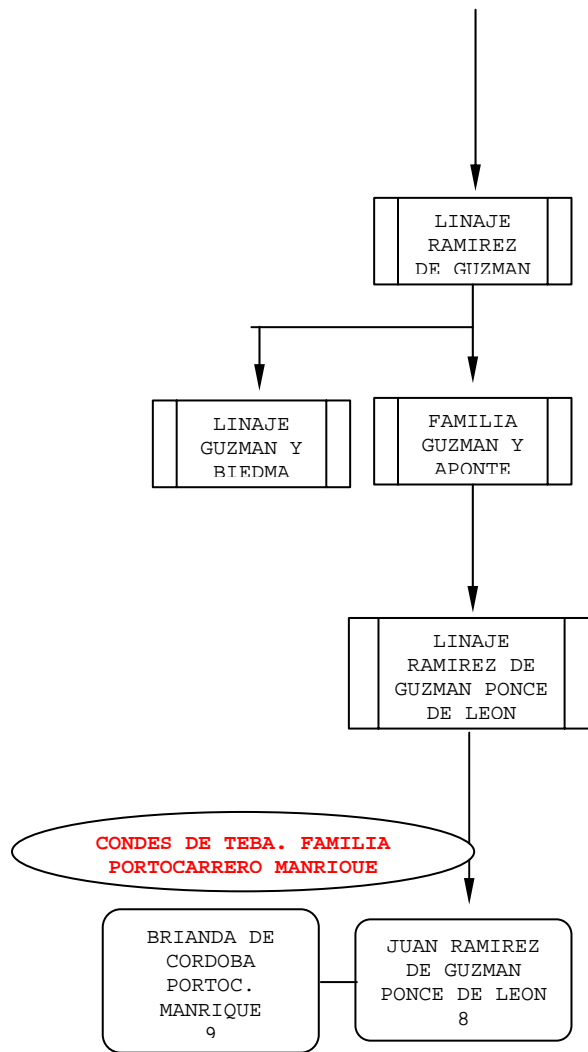 LINAJE
RAMIREZ
DE GUZMAN
LINAJE
GUZMAN Y
BIEDMA
FAMILIA
GUZMAN Y
APONTE
LINAJE
RAMIREZ DE
GUZMAN PONCE
DE LEON
CONDES DE TEBA. FAMILIA
PORTOCARRERO MANRIQUE
BRIANDA DE
CORDOBA
PORTOC.
MANRIQUE
9
JUAN RAMIREZ
DE GUZMAN
PONCE DE LEON
8